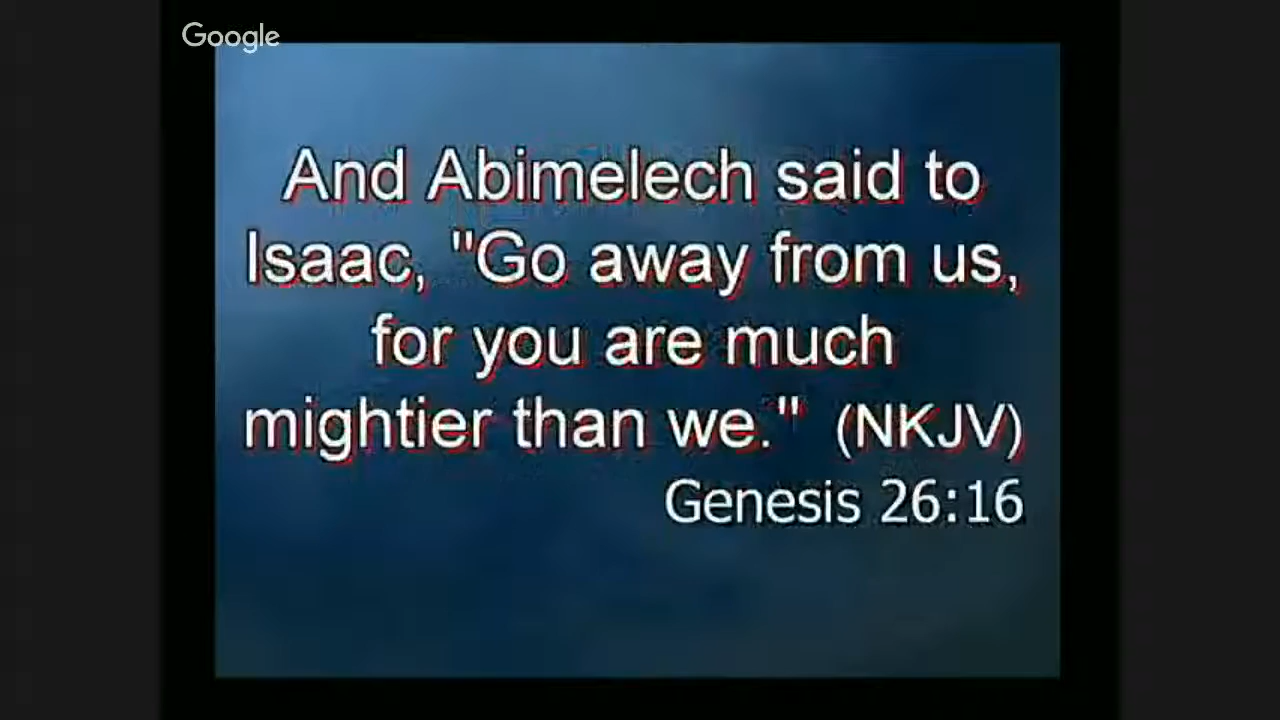 Google
And Abimelech said to
Isaac, "Go away from us,
for you are much
mightier than we." (NKJV)
Genesis 26:16